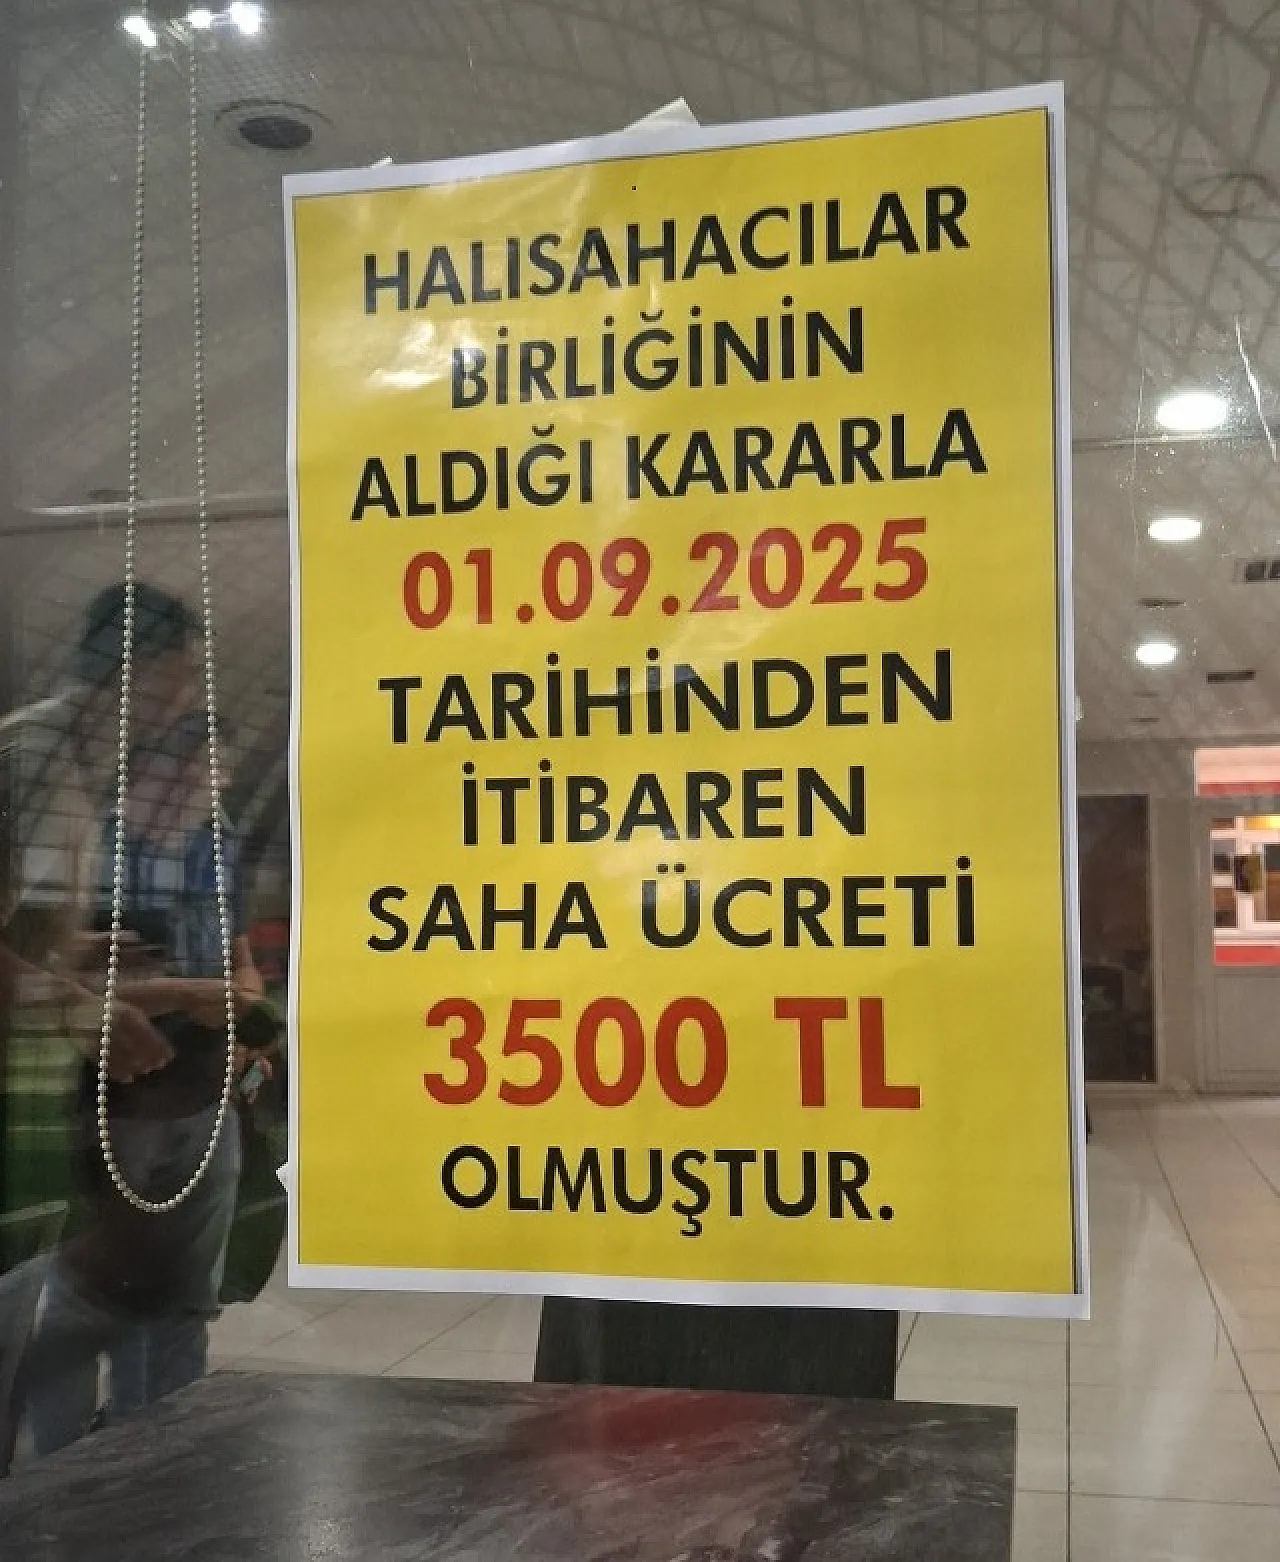 HALISAHACILAR
BİRLİĞİNİN
ALDIĞI KARARLA
01.09.2025
TARİHİNDEN
İTİBAREN
SAHA ÜCRETİ
3500 TL
OLMUŞTUR.